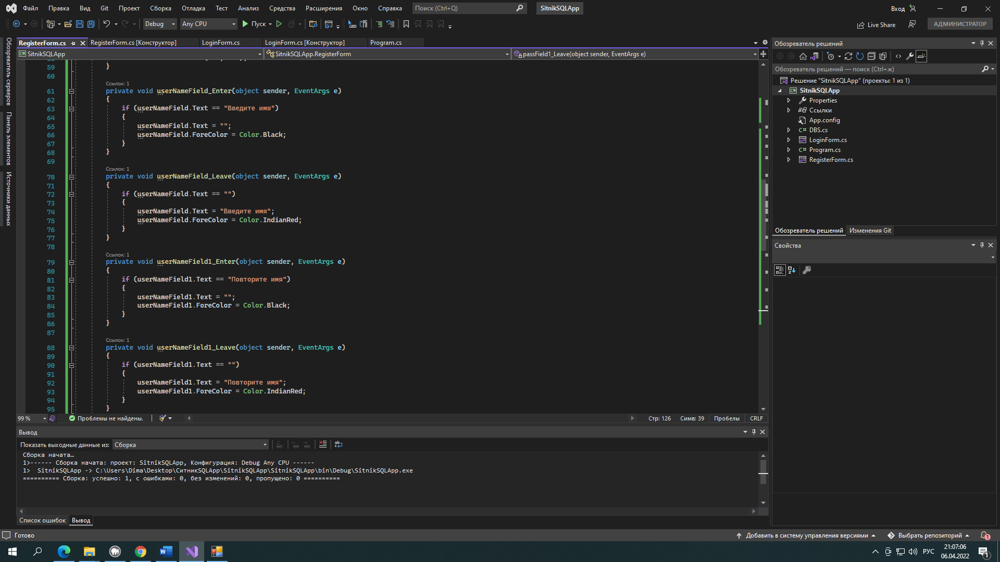 Файл Правка Вид Git Проект Сборка Отладка Тест Анализ Средства Расширения Окно Справка Поиск (Ctrl+Q) SitnikSQLApp Вход
Debug Any CPU Пуск Live Share АДМИНИСТРАТОР
Обозреватель серверов
Панель элементов
Источники данных
RegisterForm.cs RegisterForm.cs [Конструктор] LoginForm.cs LoginForm.cs [Конструктор] Program.cs
SitnikSQLApp SitnikSQLApp.RegisterForm passField1_Leave(object sender, EventArgs e)
59 }
60
Ссылок: 1
61 private void userNameField_Enter(object sender, EventArgs e)
62 {
63 if (userNameField.Text == "Введите имя")
64 {
65 userNameField.Text = "";
66 userNameField.ForeColor = Color.Black;
67 }
68 }
69
Ссылок: 1
70 private void userNameField_Leave(object sender, EventArgs e)
71 {
72 if (userNameField.Text == "")
73 {
74 userNameField.Text = "Введите имя";
75 userNameField.ForeColor = Color.IndianRed;
76 }
77 }
78
Ссылок: 1
79 private void userNameField1_Enter(object sender, EventArgs e)
80 {
81 if (userNameField1.Text == "Повторите имя")
82 {
83 userNameField1.Text = "";
84 userNameField1.ForeColor = Color.Black;
85 }
86 }
87
Ссылок: 1
88 private void userNameField1_Leave(object sender, EventArgs e)
89 {
90 if (userNameField1.Text == "")
91 {
92 userNameField1.Text = "Повторите имя";
93 userNameField1.ForeColor = Color.IndianRed;
94 }
95 }
99 % Проблемы не найдены. Стр: 126 Симв: 39 Пробелы CRLF
Вывод
Показать выходные данные из: Сборка
Сборка начата…
1>------ Сборка начата: проект: SitnikSQLApp, Конфигурация: Debug Any CPU ------
1> SitnikSQLApp -> C:\Users\Dima\Desktop\СитникSQLApp\SitnikSQLApp\SitnikSQLApp\bin\Debug\SitnikSQLApp.exe
========== Сборка: успешно: 1, с ошибками: 0, без изменений: 0, пропущено: 0 ==========
Список ошибок Вывод
Обозреватель решений
Обозреватель решений — поиск (Ctrl+ж)
Решение "SitnikSQLApp" (проекты: 1 из 1)
SitnikSQLApp
Properties
Ссылки
App.config
C# DBS.cs
LoginForm.cs
C# Program.cs
RegisterForm.cs
Обозреватель решений Изменения Git
Свойства
Готово Добавить в систему управления версиями Выбрать репозиторий 1
РУС 21:07:06
06.04.2022 1